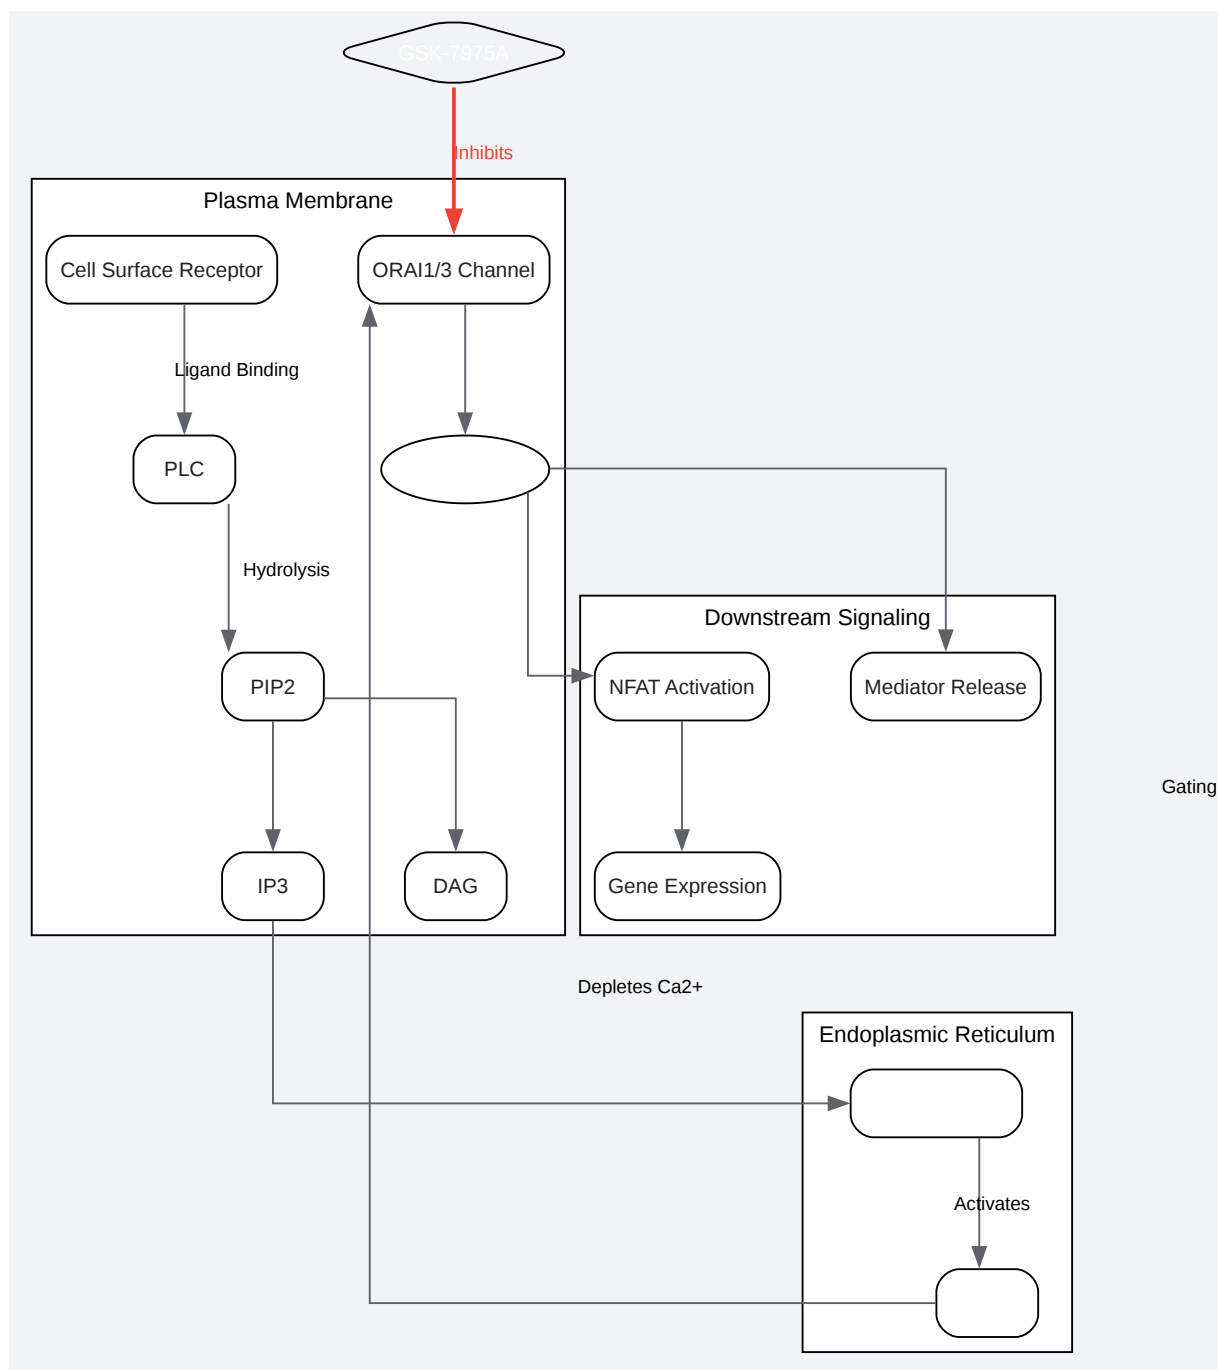 GSK-7975A
Inhibits
Plasma Membrane
Cell Surface Receptor
ORAI1/3 Channel
Ligand Binding
PLC
Hydrolysis
Downstream Signaling
PIP2
NFAT Activation
Mediator Release
Gating
IP3
DAG
Gene Expression
Depletes Ca2+
Endoplasmic Reticulum
Activates